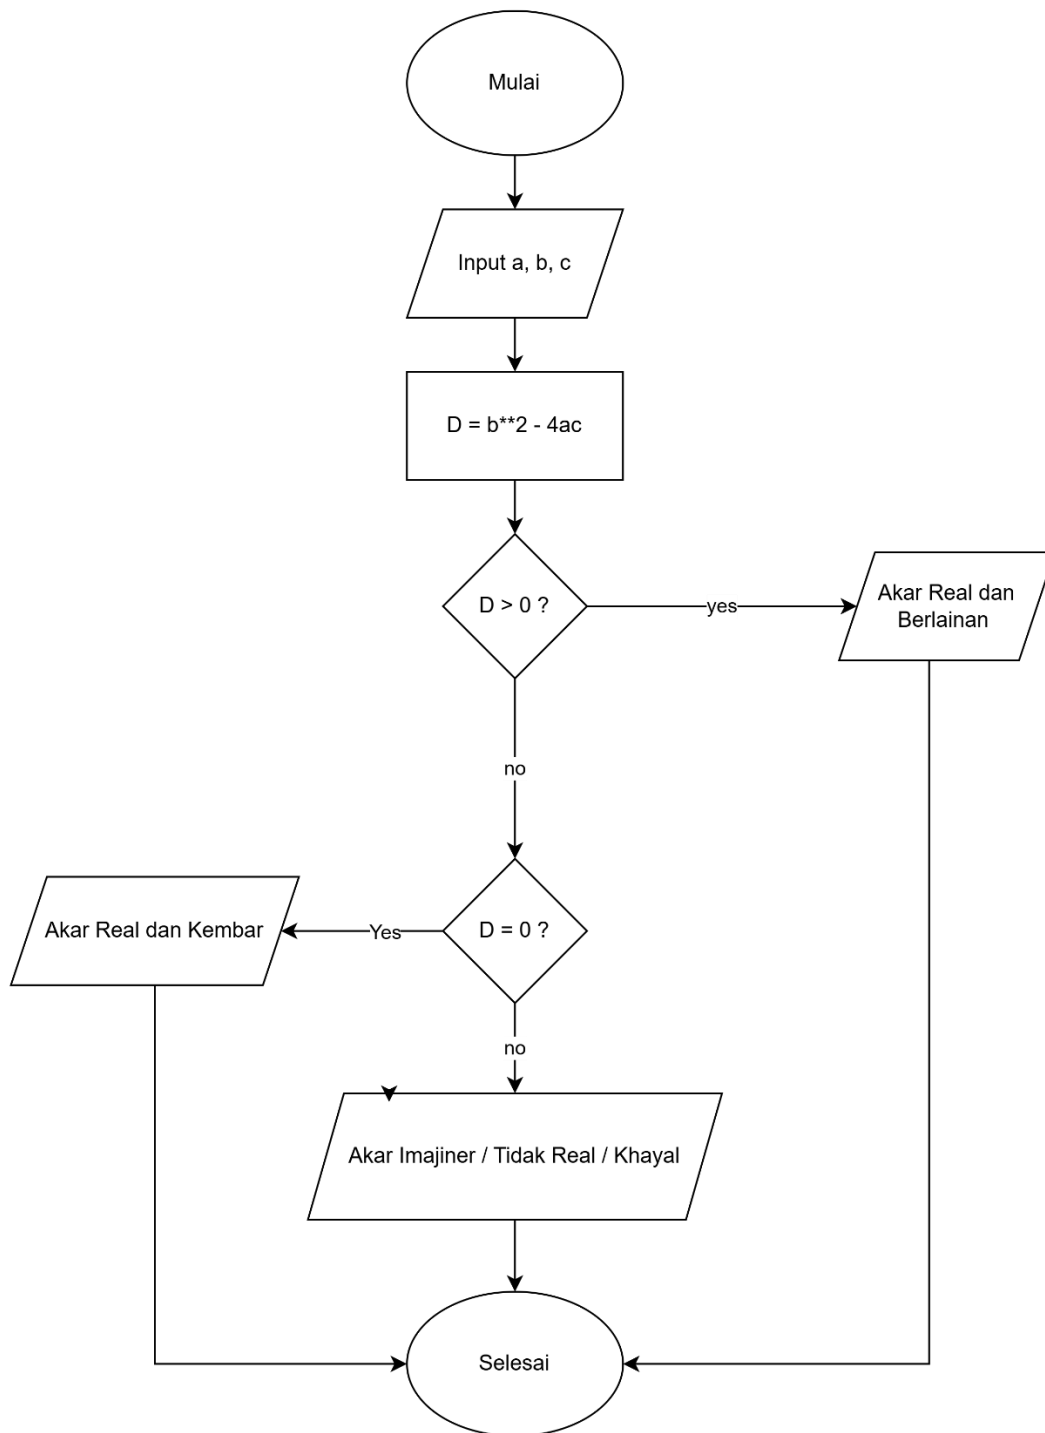 Mulai
Input a, b, c
D = b**2 - 4ac
D > 0 ?
yes
Akar Real dan
Berlainan
no
D = 0 ?
Yes
Akar Real dan Kembar
no
Akar Imajiner / Tidak Real / Khayal
Selesai